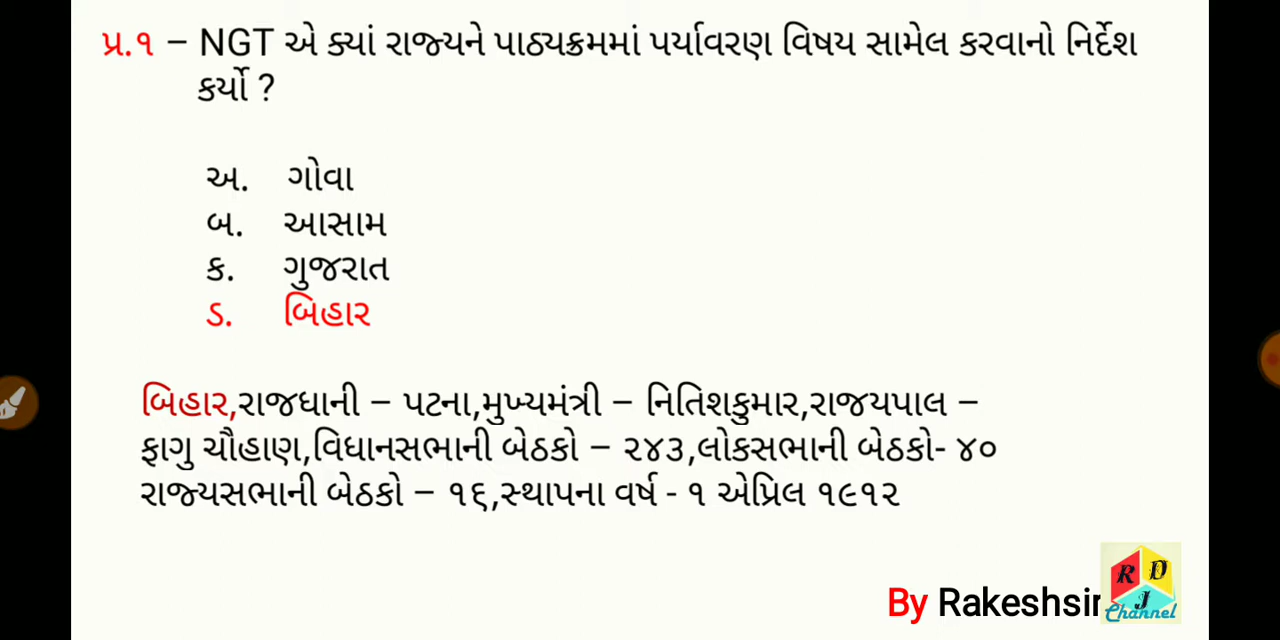 પ્ર.૧ – NGT એ ક્યાં રાજ્યને પાઠ્યક્રમમાં પર્યાવરણ વિષય સામેલ કરવાનો નિર્દેશ
કર્યો ?
અ. ગોવા
બ. આસામ
ક. ગુજરાત
ડ. બિહાર
બિહાર,રાજધાની – પટના,મુખ્યમંત્રી – નિતિશકુમાર,રાજયપાલ –
ફાગુ ચૌહાણ,વિધાનસભાની બેઠકો – ૨૪૩,લોકસભાની બેઠકો- ૪૦
રાજ્યસભાની બેઠકો – ૧૬,સ્થાપના વર્ષ - ૧ એપ્રિલ ૧૯૧૨
By Rakeshsir
R D
J
Channel